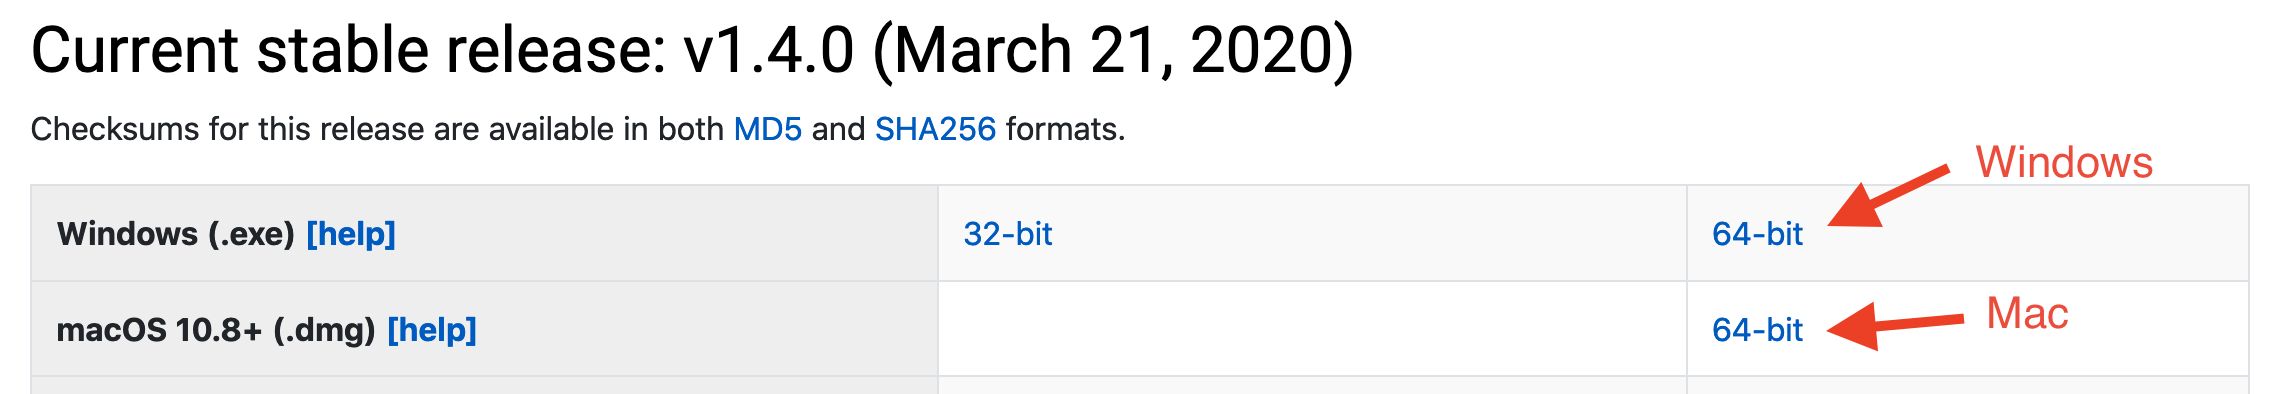 Current stable release: v1.4.0 (March 21, 2020)
Checksums for this release are available in both MD5 and SHA256 formats.
Windows
Windows (.exe) [help] 32-bit 64-bit
Mac
macOS 10.8+ (.dmg) [help] 64-bit